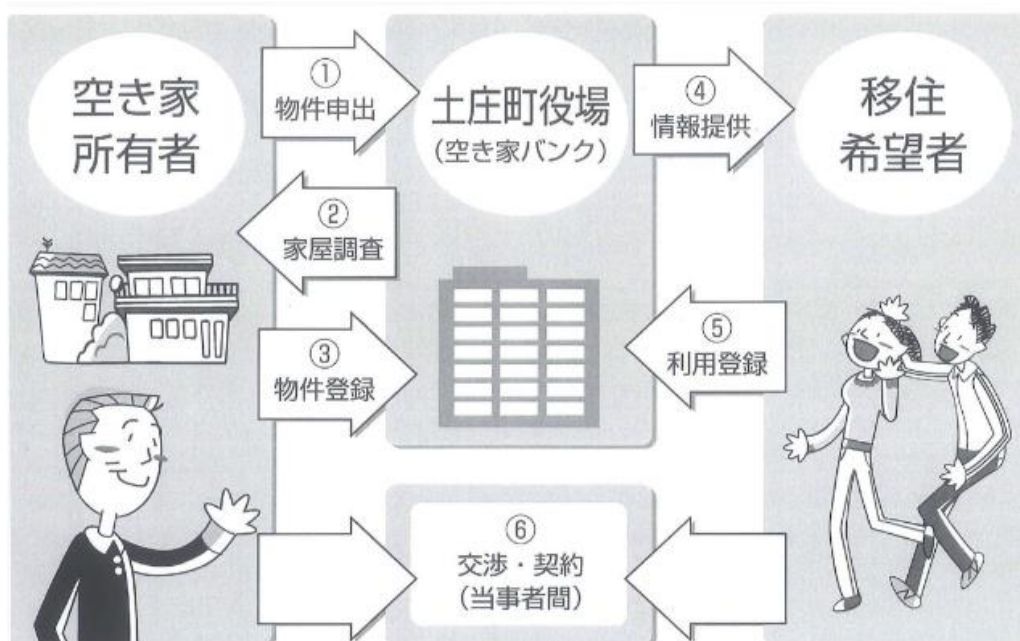 空き家
所有者
①
物件申出
土庄町役場
(空き家バンク)
④
情報提供
移住
希望者
②
家屋調査
③
物件登録
⑤
利用登録
⑥
交渉・契約
(当事者間)